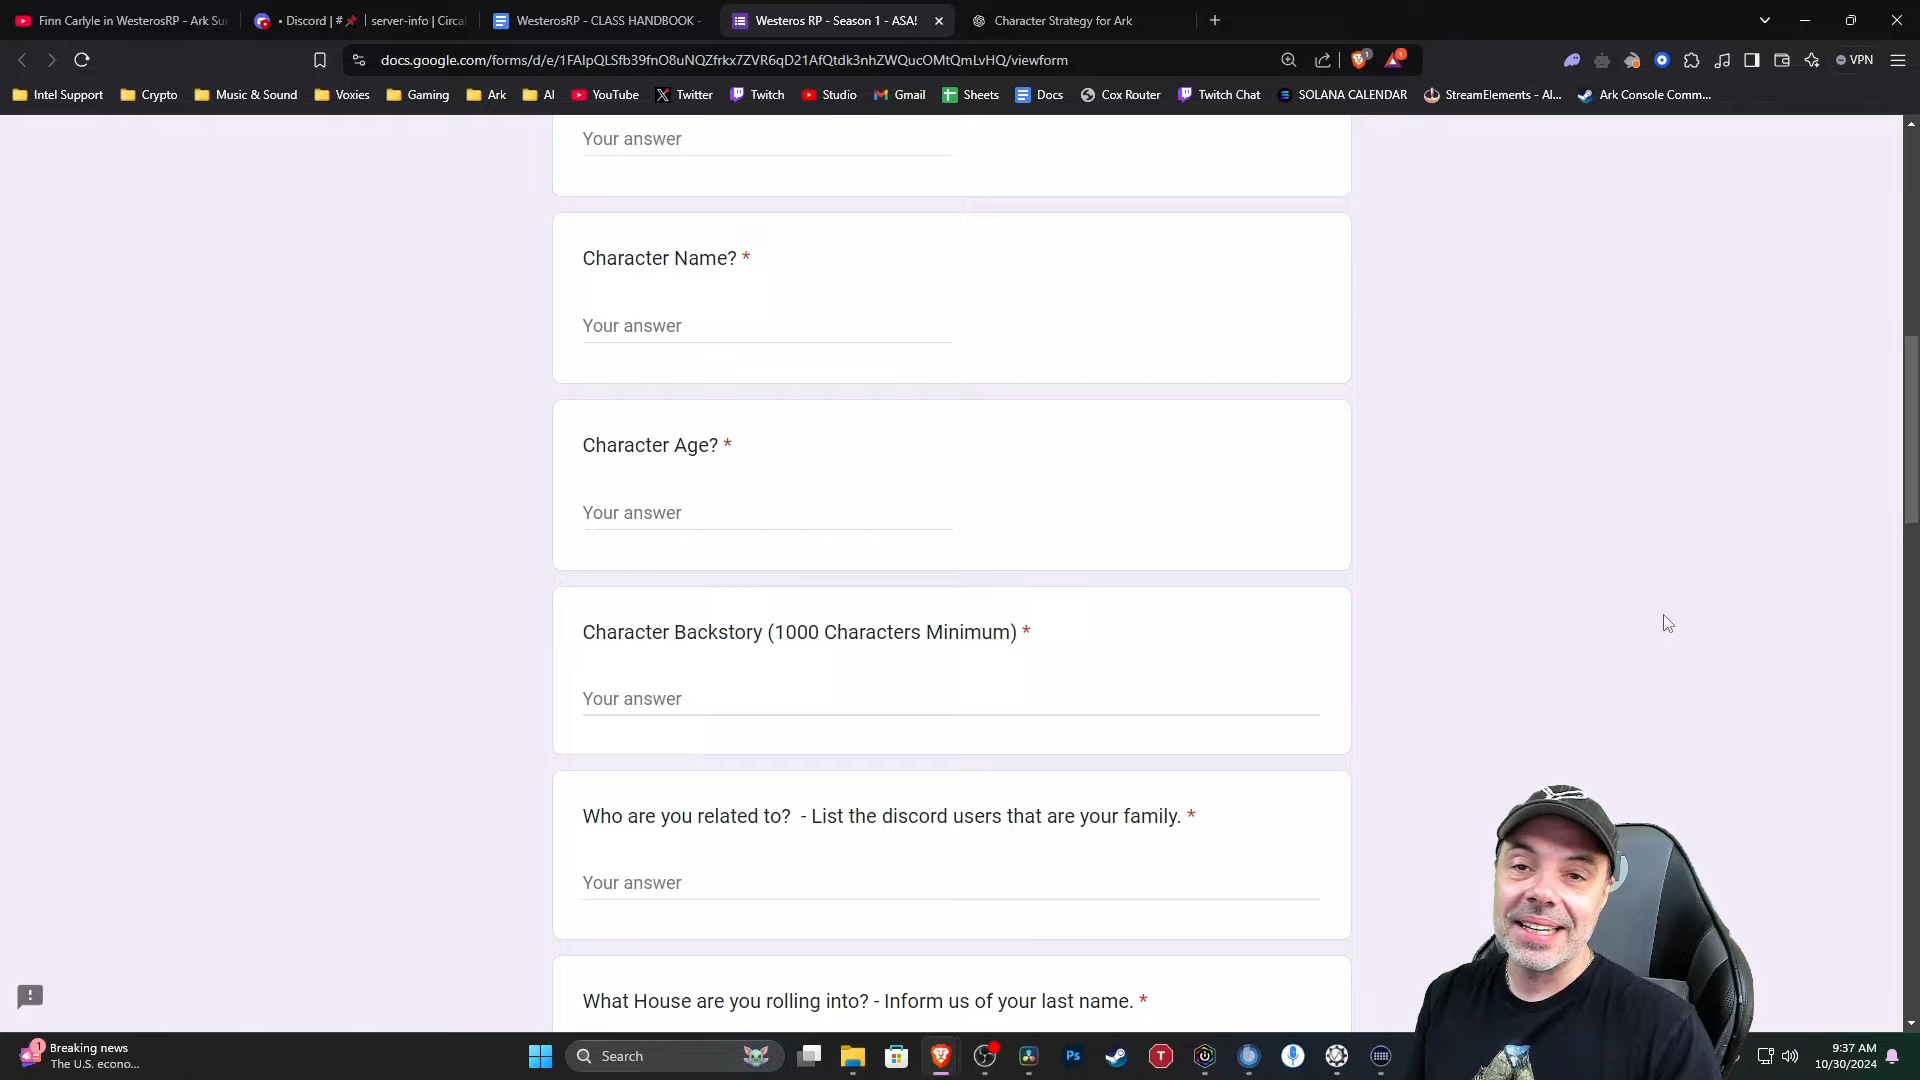 Finn Carlyle in WesterosRP - Ark Su
• Discord | # | server-info | Circa
WesterosRP - CLASS HANDBOOK -
Westeros RP - Season 1 - ASA!
Character Strategy for Ark
docs.google.com/forms/d/e/1FAIpQLSfb39fnO8uNQZfrkx7ZVR6qD21AfQtdk3nhZWQucOMtQmLvHQ/viewform
1
1
VPN
Intel Support
Crypto
Music & Sound
Voxies
Gaming
Ark
AI
YouTube
Twitter
Twitch
Studio
Gmail
Sheets
Docs
Cox Router
Twitch Chat
SOLANA CALENDAR
StreamElements - Al...
Ark Console Comm...
Your answer
Character Name? *
Your answer
Character Age? *
Your answer
Character Backstory (1000 Characters Minimum) *
Your answer
Who are you related to?  - List the discord users that are your family. *
Your answer
What House are you rolling into? - Inform us of your last name. *
1
Breaking news
The U.S. econo...
Search
Ps
T
9:37 AM
10/30/2024